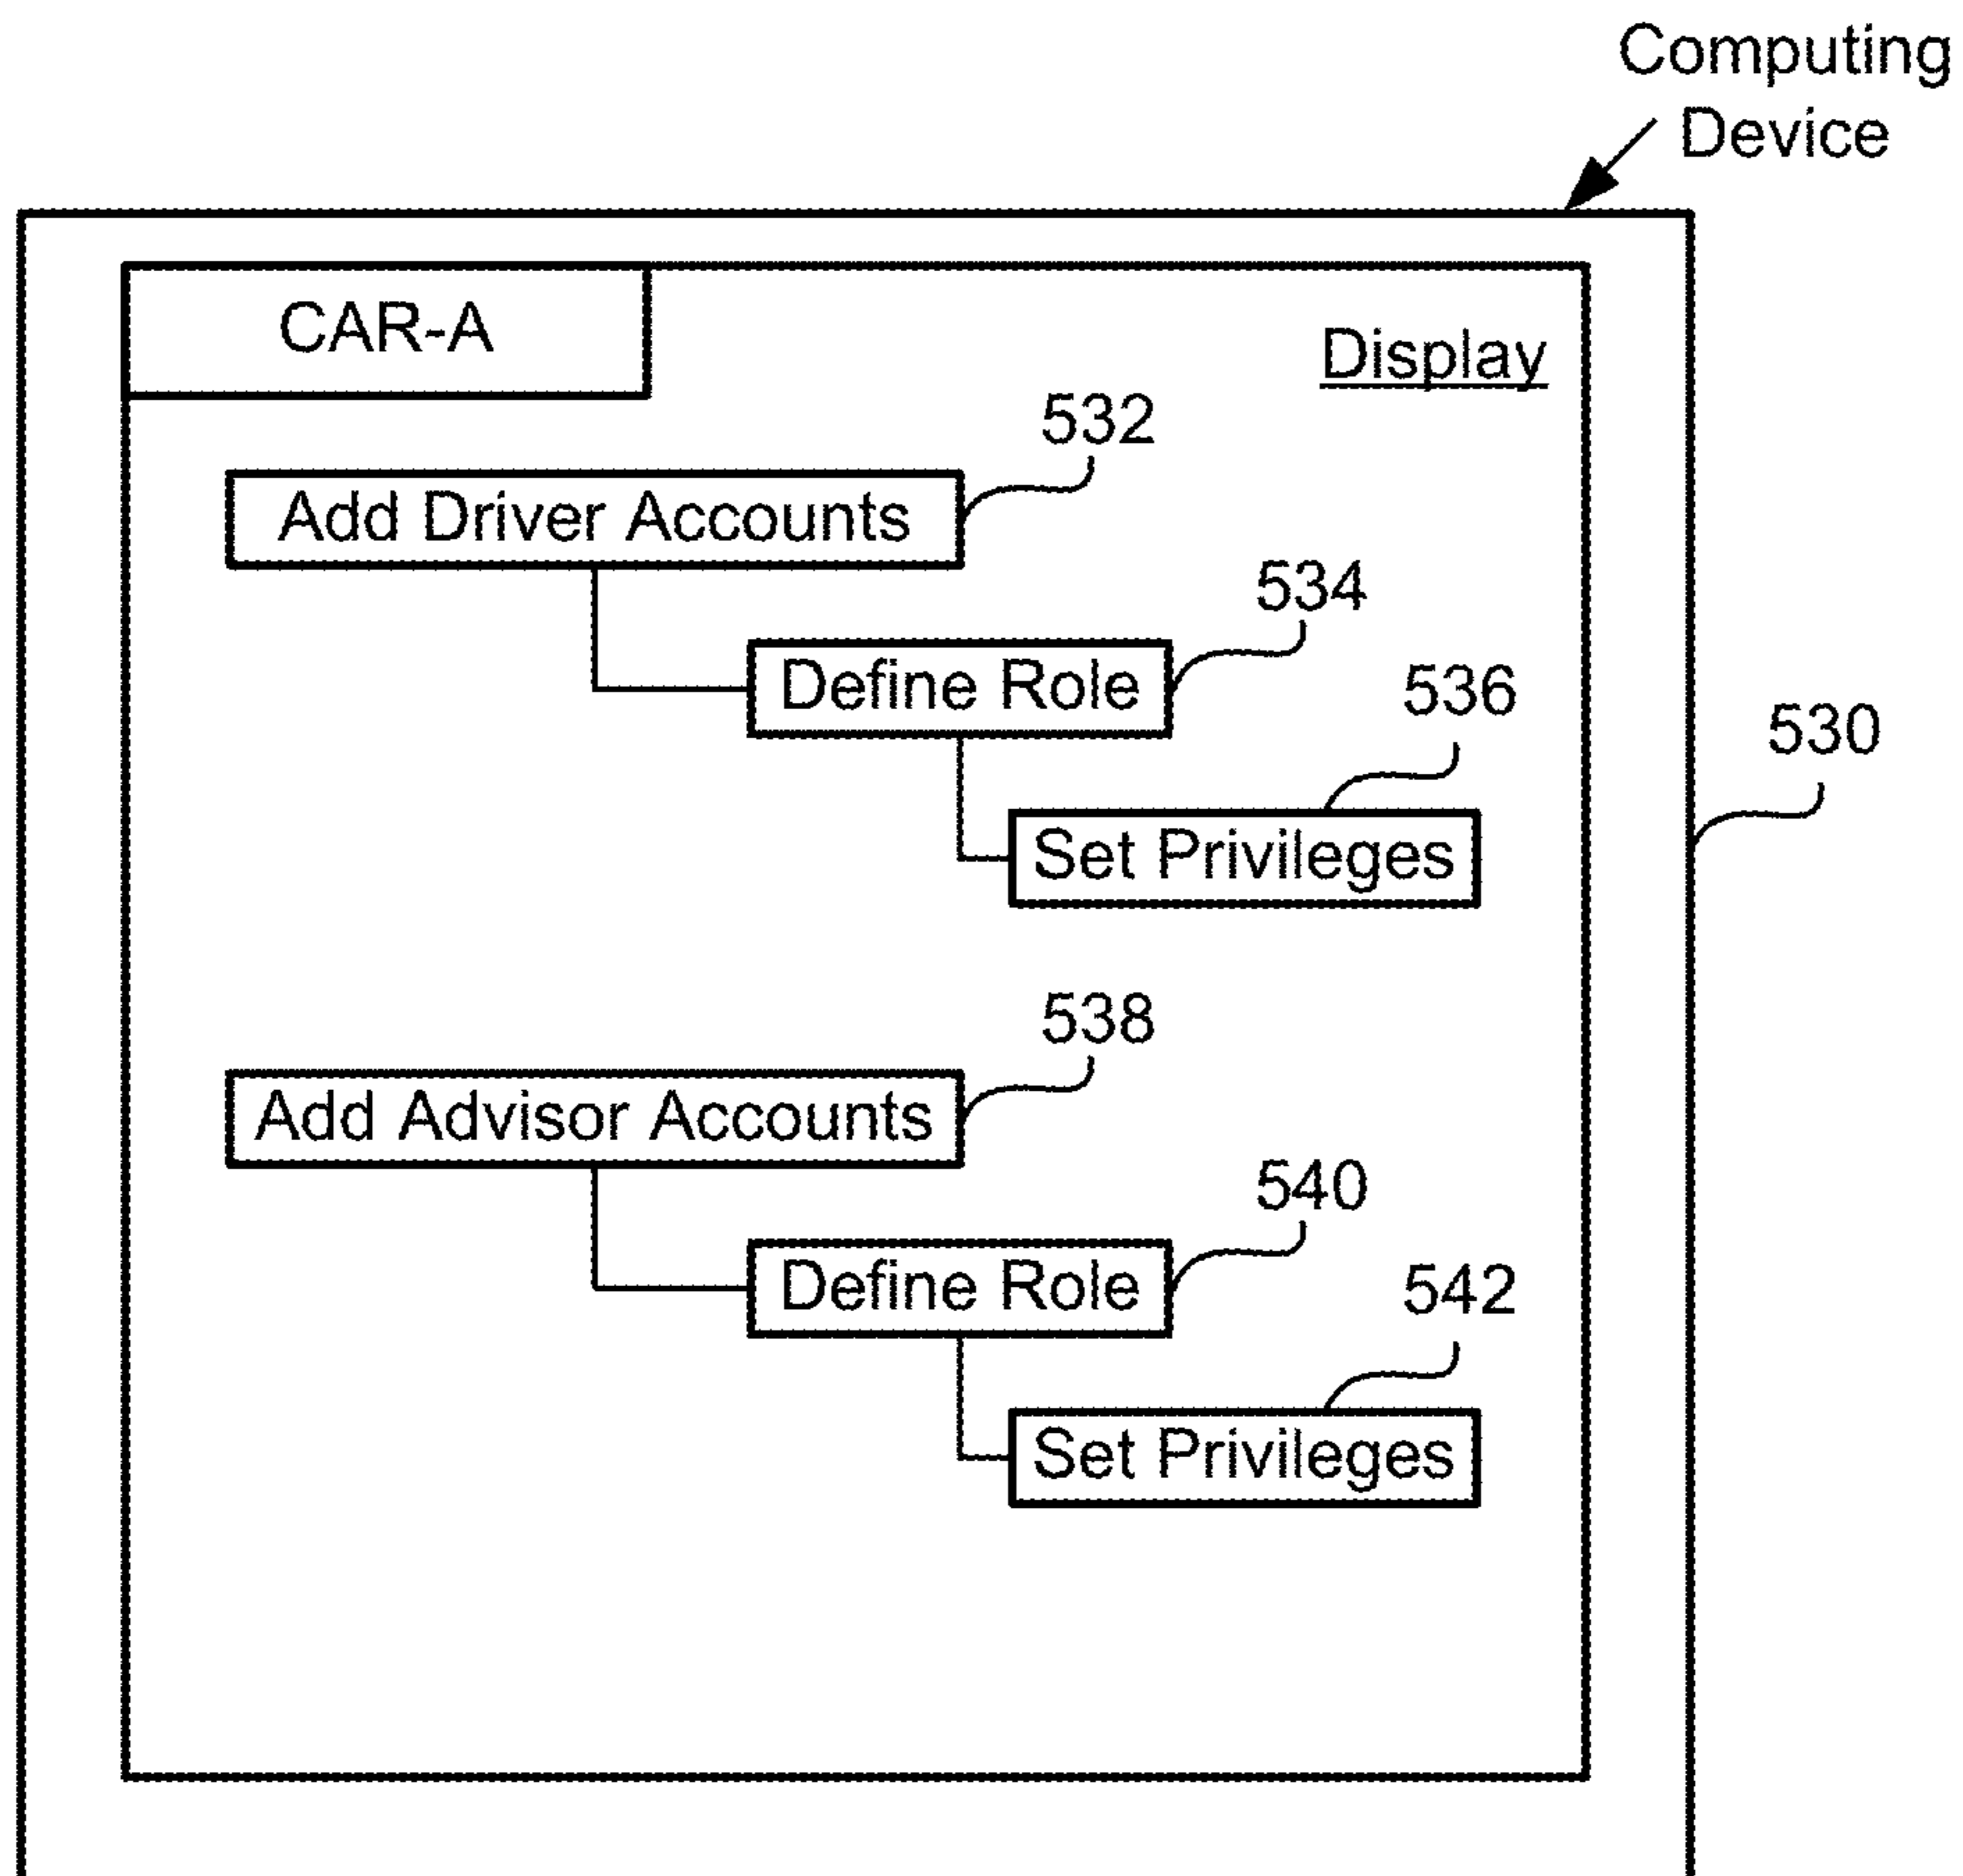 Computing
Device
CAR-A
Display
532
Add Driver Accounts
534
Define Role
536
530
Set Privileges
538
Add Advisor Accounts
540
Define Role
542
Set Privileges